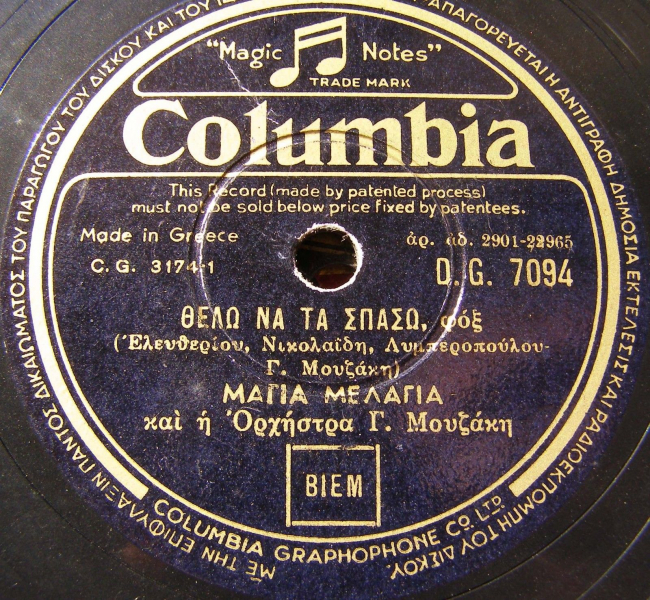 "Magic Notes"
TRADE MARK
Columbia
This Record (made by patented process)
must not be sold below price fixed by patentees.
Made in Greece
ἀρ. ἀδ. 2901-22965
C.G. 3174-1
D.G. 7094
ΘΕΛΩ ΝΑ ΤΑ ΣΠΑΣΩ, φόξ
(Ἐλευθερίου, Νικολαΐδη, Λυμπεροπούλου-
Γ. Μουζάκη)
ΜΑΓΙΑ ΜΕΛΑΓΙΑ
καὶ ἡ Ὀρχήστρα Γ. Μουζάκη
BIEM
COLUMBIA GRAPHOPHONE CO. LTD.
ΜΕ ΤΗΝ ΕΠΙΦΥΛΑΞΙΝ ΠΑΝΤΟΣ ΔΙΚΑΙΩΜΑΤΟΣ ΤΟΥ ΠΑΡΑΓΩΓΟΥ ΤΟΥ ΔΙΣΚΟΥ ΚΑΙ ΤΟΥ ΑΠΑΓΟΡΕΥΕΤΑΙ Η ΑΝΤΙΓΡΑΦΗ ΔΗΜΟΣΙΑ ΕΚΤΕΛΕΣΙΣ ΚΑΙ ΡΑΔΙΟΕΚΠΟΜΠΗ ΤΟΥ ΔΙΣΚΟΥ.